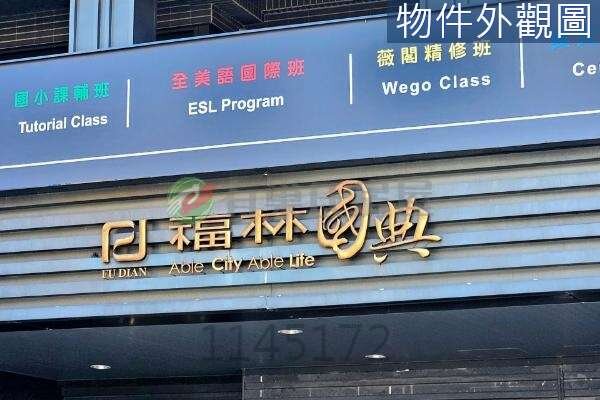 物件外觀圖
國小課輔班
Tutorial Class
全美語國際班
ESL Program
薇閣精修班
Wego Class
Ce
福林國典
FU DIAN
Able City Able Life
1145172